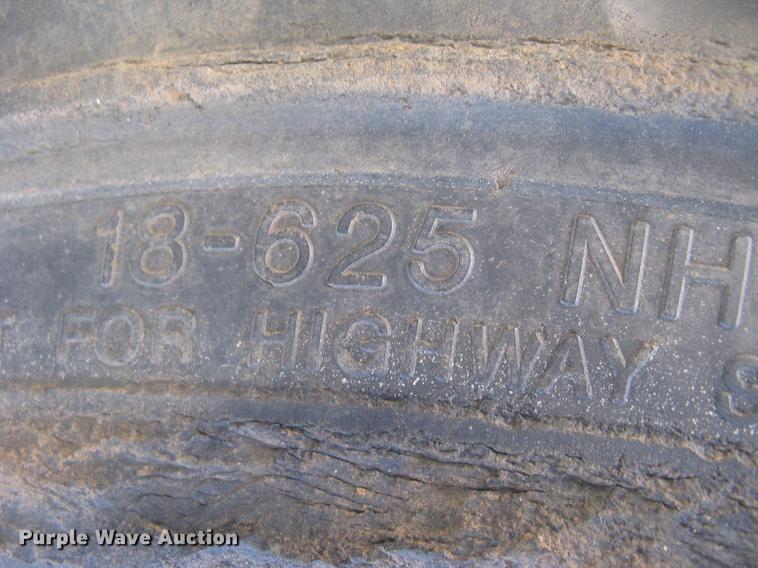 18-625 NH
T FOR HIGHWAY S
Purple Wave Auction